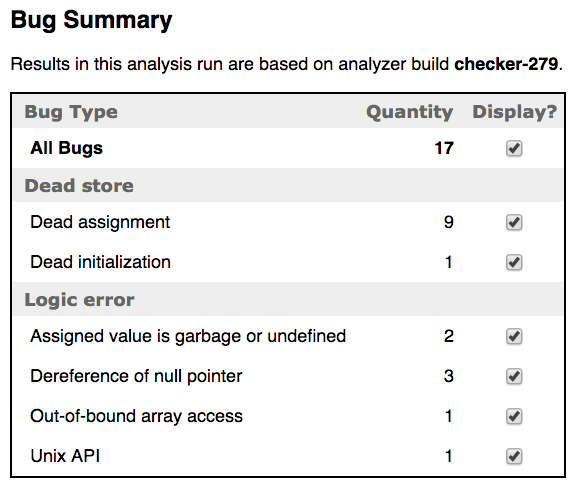 Bug Summary
Results in this analysis run are based on analyzer build checker-279.
Bug Type Quantity Display?
All Bugs 17
Dead store
Dead assignment 9
Dead initialization 1
Logic error
Assigned value is garbage or undefined 2
Dereference of null pointer 3
Out-of-bound array access 1
Unix API 1